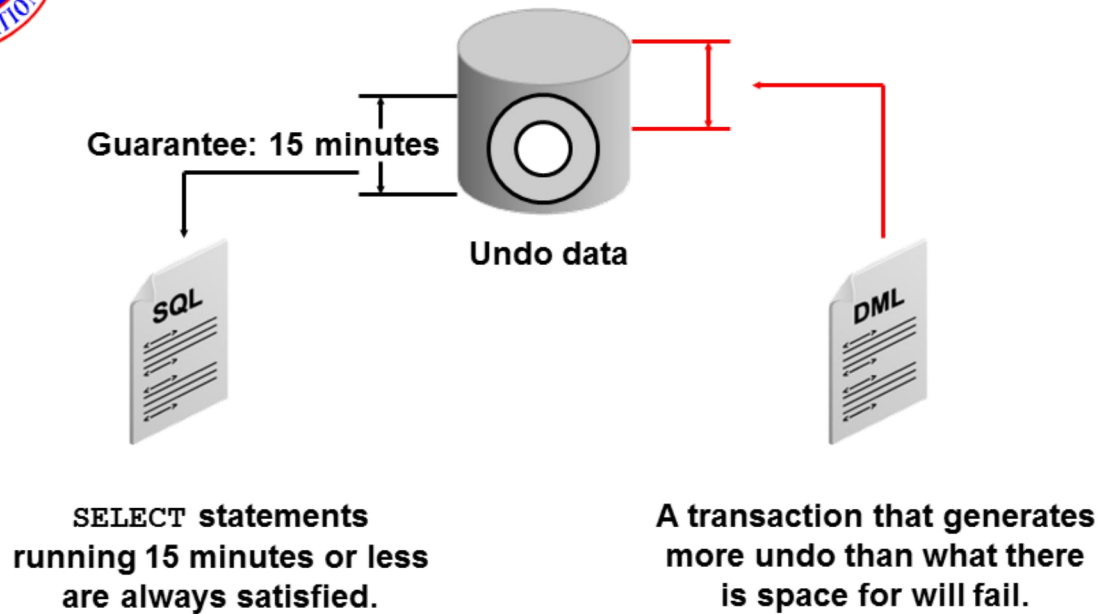 Guarantee: 15 minutes
Undo data
SQL
DML
SELECT statements
running 15 minutes or less
are always satisfied.
A transaction that generates
more undo than what there
is space for will fail.